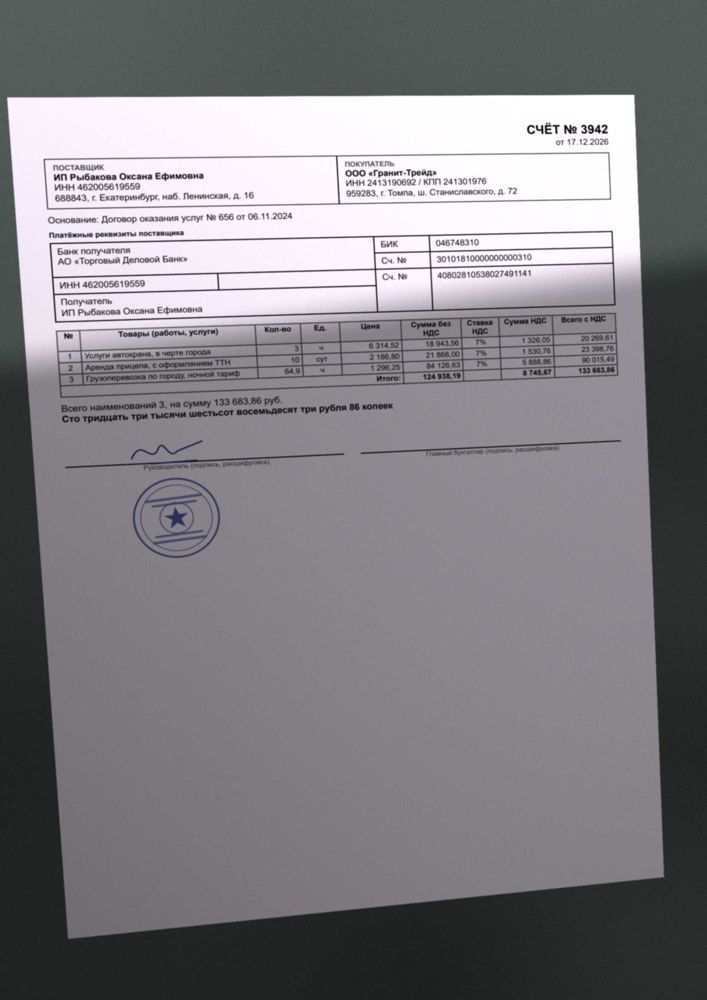 СЧЁТ № 3942
от 17.12.2026
ПОСТАВЩИК
ИП Рыбакова Оксана Ефимовна
ИНН 462005619559
688843, г. Екатеринбург, наб. Ленинская, д. 16
ПОКУПАТЕЛЬ
ООО «Гранит-Трейд»
ИНН 2413190692 / КПП 241301976
959283, г. Томпа, ш. Станиславского, д. 72
Основание: Договор оказания услуг № 656 от 06.11.2024
Платёжные реквизиты поставщика
Банк получателя
АО «Торговый Деловой Банк»
БИК 046748310
Сч. № 30101810000000000310
ИНН 462005619559
Сч. № 40802810538027491141
Получатель
ИП Рыбакова Оксана Ефимовна
№ Товары (работы, услуги) Кол-во Ед. Цена Сумма без НДС Ставка НДС Сумма НДС Всего с НДС
1 Услуги автокрана, в черте города 3 ч 6 314,52 18 943,56 7% 1 326,05 20 269,61
2 Аренда прицепа, с оформлением ТТН 10 сут 2 186,80 21 868,00 7% 1 530,76 23 398,76
3 Грузоперевозка по городу, ночной тариф 64,9 ч 1 296,25 84 126,63 7% 5 888,86 90 015,49
Итого: 124 938,19 8 745,67 133 683,86
Всего наименований 3, на сумму 133 683,86 руб.
Сто тридцать три тысячи шестьсот восемьдесят три рубля 86 копеек
Руководитель (подпись, расшифровка)
Главный бухгалтер (подпись, расшифровка)